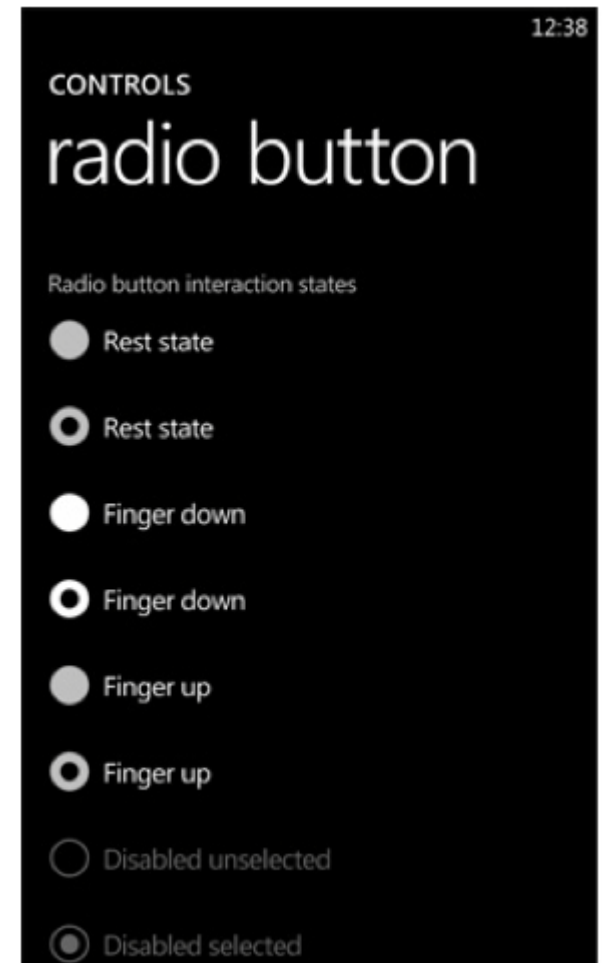 12:38
CONTROLS
radio button
Radio button interaction states
Rest state
Rest state
Finger down
Finger down
Finger up
Finger up
Disabled unselected
Disabled selected